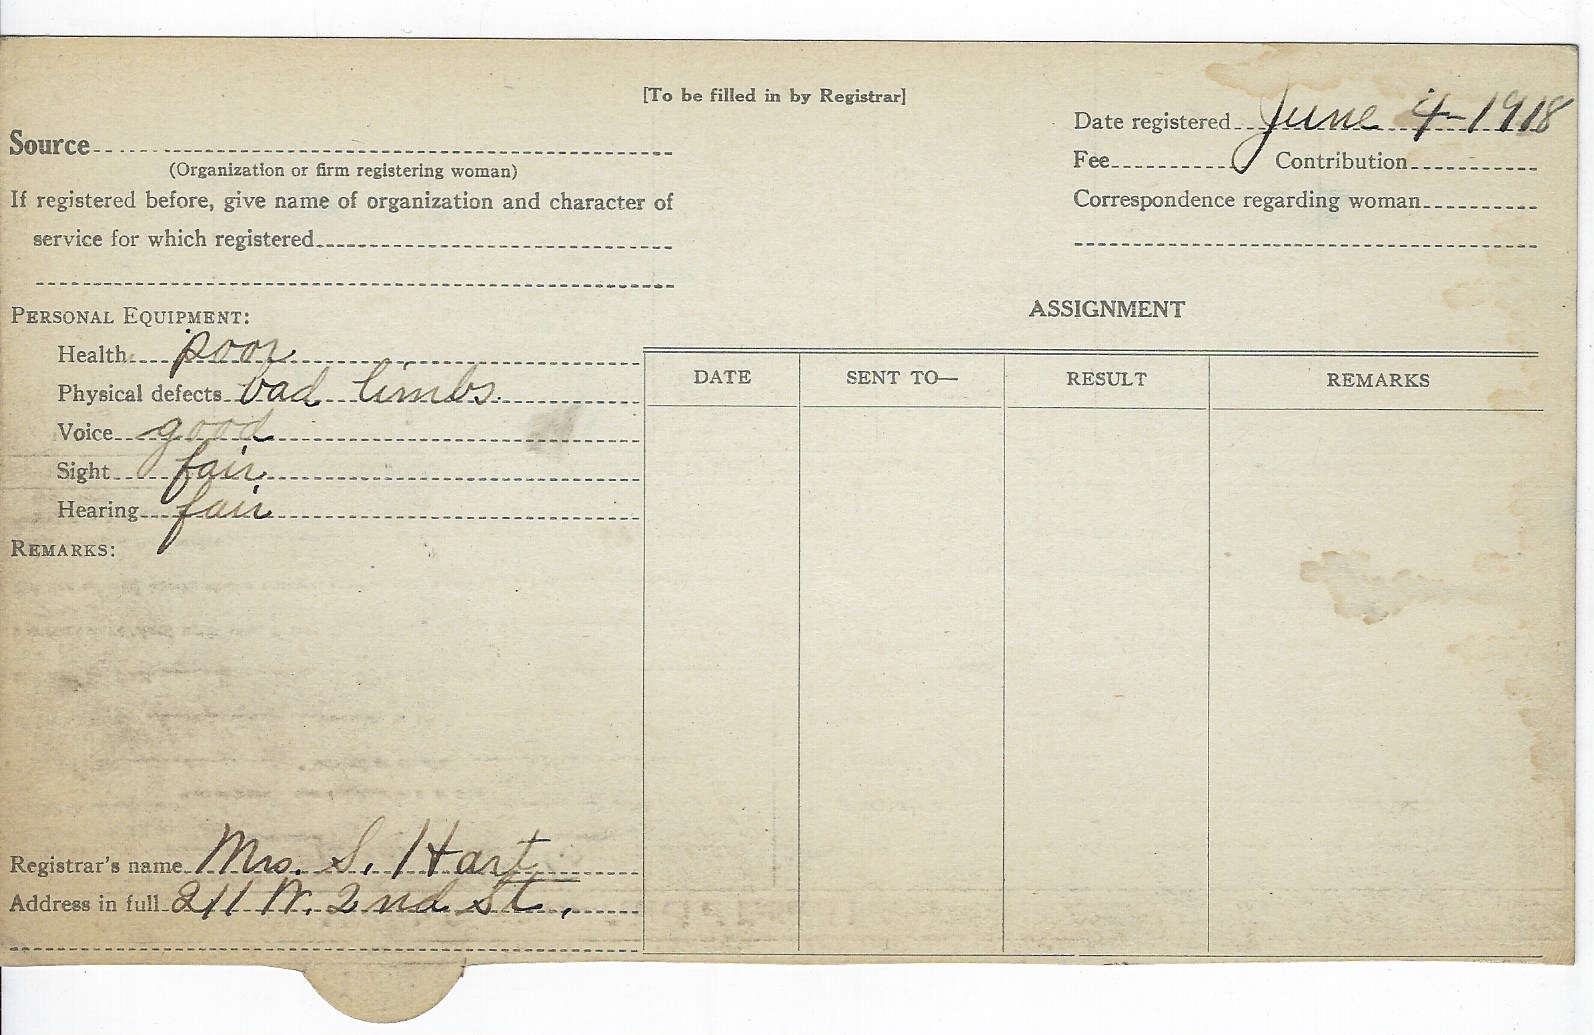 [To be filled in by Registrar]
Date registered June 4-1918
Source
(Organization or firm registering woman)
Fee Contribution
If registered before, give name of organization and character of
service for which registered
Correspondence regarding woman
PERSONAL EQUIPMENT:
Health poor
Physical defects bad limbs.
Voice good
Sight fair
Hearing fair
REMARKS:
ASSIGNMENT
DATE SENT TO— RESULT REMARKS
Registrar's name Mrs. S. Hart
Address in full 211 W. 2nd St.,